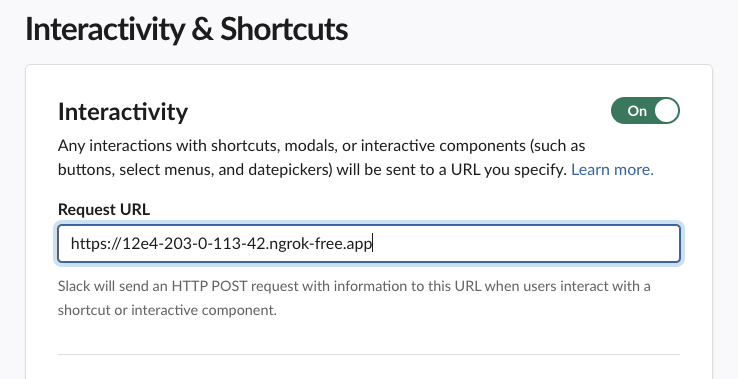 Interactivity & Shortcuts
Interactivity
On
Any interactions with shortcuts, modals, or interactive components (such as
buttons, select menus, and datepickers) will be sent to a URL you specify. Learn more.
Request URL
https://12e4-203-0-113-42.ngrok-free.app
Slack will send an HTTP POST request with information to this URL when users interact with a
shortcut or interactive component.